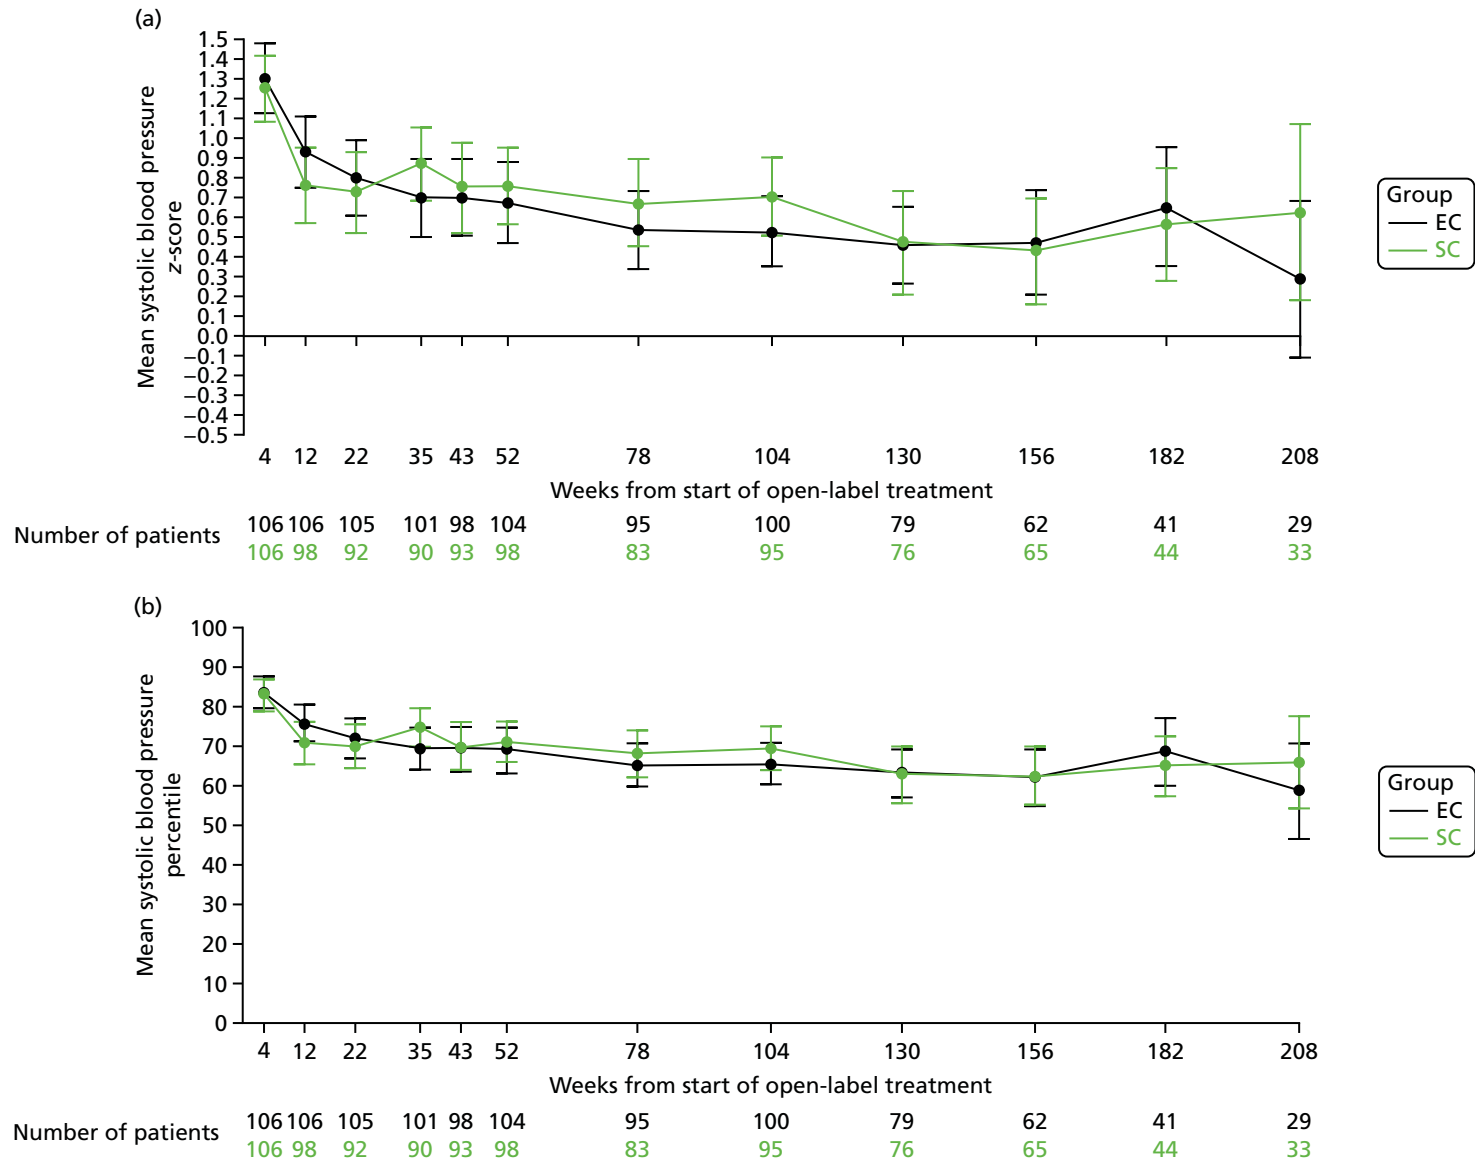 (a)
Mean systolic blood pressure
z-score
1.5
1.4
1.3
1.2
1.1
1.0
0.9
0.8
0.7
0.6
0.5
0.4
0.3
0.2
0.1
0.0
−0.1
−0.2
−0.3
−0.4
−0.5
4 12 22 35 43 52 78 104 130 156 182 208
Weeks from start of open-label treatment
Group
EC
SC
Number of patients
106 106 105 101 98 104 95 100 79 62 41 29
106 98 92 90 93 98 83 95 76 65 44 33
(b)
Mean systolic blood pressure
percentile
100
90
80
70
60
50
40
30
20
10
0
4 12 22 35 43 52 78 104 130 156 182 208
Weeks from start of open-label treatment
Group
EC
SC
Number of patients
106 106 105 101 98 104 95 100 79 62 41 29
106 98 92 90 93 98 83 95 76 65 44 33